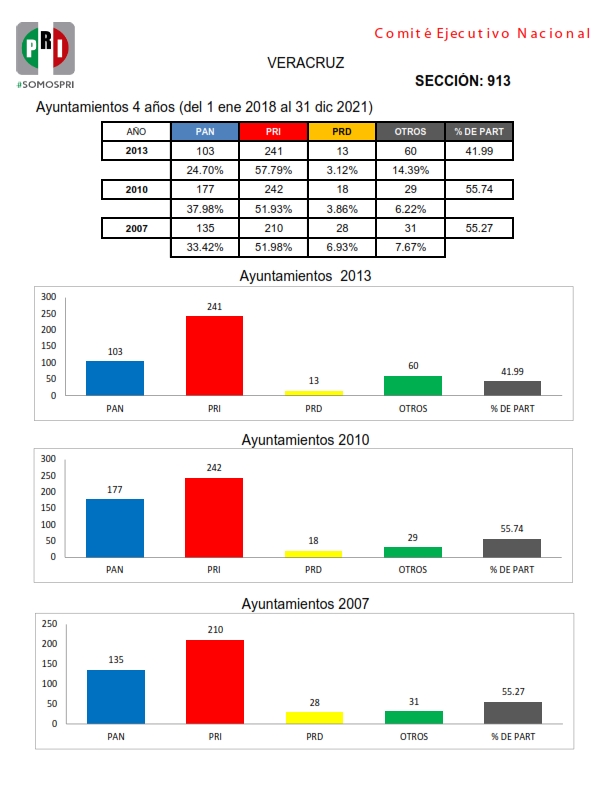 Comité Ejecutivo Nacional
PRI
#SOMOSPRI
VERACRUZ
SECCIÓN: 913
Ayuntamientos 4 años (del 1 ene 2018 al 31 dic 2021)
AÑO PAN PRI PRD OTROS % DE PART
2013 103 241 13 60 41.99
24.70% 57.79% 3.12% 14.39%
2010 177 242 18 29 55.74
37.98% 51.93% 3.86% 6.22%
2007 135 210 28 31 55.27
33.42% 51.98% 6.93% 7.67%
Ayuntamientos 2013
300
250
200
150
100
50
0
103 241 13 60 41.99
PAN PRI PRD OTROS % DE PART
Ayuntamientos 2010
300
250
200
150
100
50
0
177 242 18 29 55.74
PAN PRI PRD OTROS % DE PART
Ayuntamientos 2007
250
200
150
100
50
0
135 210 28 31 55.27
PAN PRI PRD OTROS % DE PART